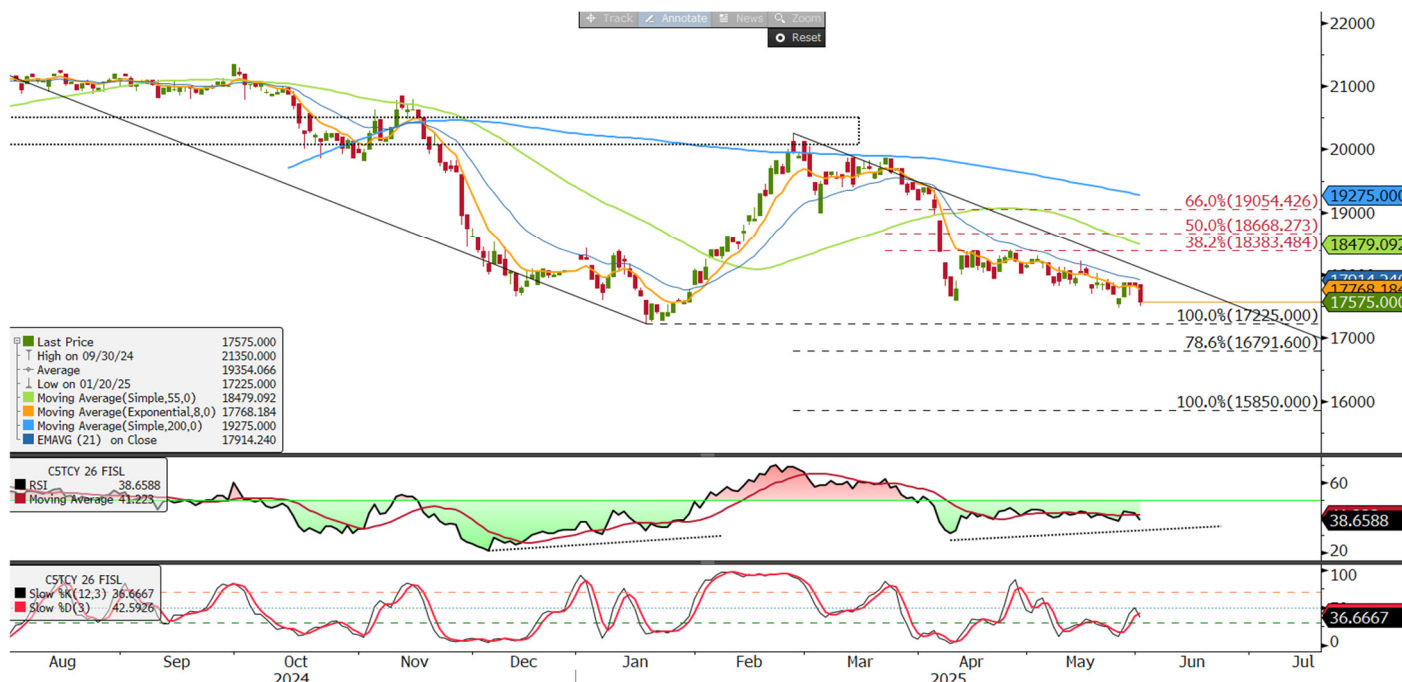 Track Annotate News Zoom
Reset
22000
21000
20000
19275.000
66.0%(19054.426)
19000
50.0%(18668.273)
18479.092
38.2%(18383.484)
17914.240
17768.184
17575.000
100.0%(17225.000)
17000
78.6%(16791.600)
16000
100.0%(15850.000)
Last Price 17575.000
High on 09/30/24 21350.000
Average 19354.066
Low on 01/20/25 17225.000
Moving Average(Simple,55,0) 18479.092
Moving Average(Exponential,8,0) 17768.184
Moving Average(Simple,200,0) 19275.000
EMAVG (21) on Close 17914.240
C5TCY 26 FISL
RSI 38.6588
Moving Average 41.223
60
38.6588
20
C5TCY 26 FISL
Slow %K(12,3) 36.6667
Slow %D(3) 42.5926
100
36.6667
0
Aug Sep Oct Nov Dec Jan Feb Mar Apr May Jun Jul
2024 2025